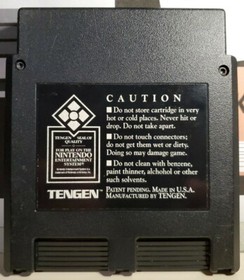 CAUTION
Do not store cartridge in very
hot or cold places. Never hit or
drop. Do not take apart.
Do not touch connectors;
do not get them wet or dirty.
Doing so may damage game.
Do not clean with benzene,
paint thinner, alcohol or other
such solvents.
TENGEN SEAL OF
QUALITY
FOR PLAY ON THE
NINTENDO
ENTERTAINMENT
SYSTEM
TENGEN
PATENT PENDING. MADE IN U.S.A.
MANUFACTURED BY TENGEN.